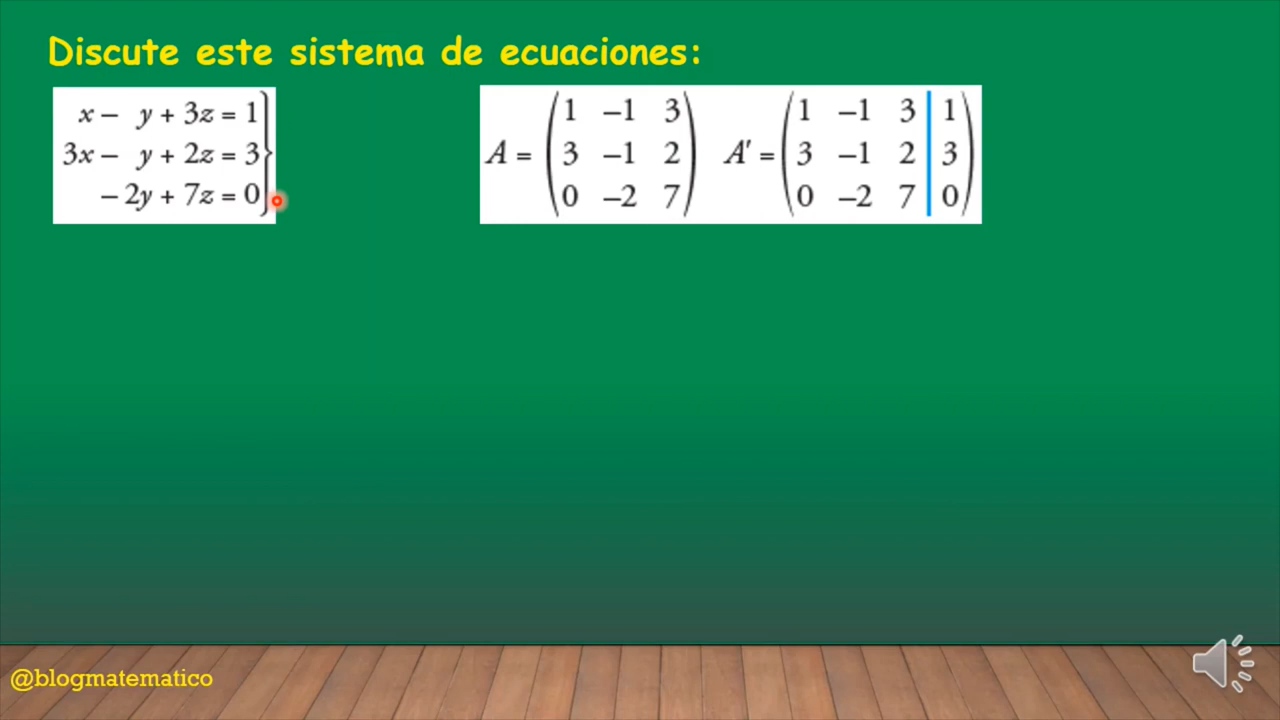 Discute este sistema de ecuaciones:
x – y + 3z = 1
3x – y + 2z = 3
– 2y + 7z = 0
A = ( 1 –1 3
3 –1 2
0 –2 7 )
A' = ( 1 –1 3 | 1
3 –1 2 | 3
0 –2 7 | 0 )
@blogmatematico